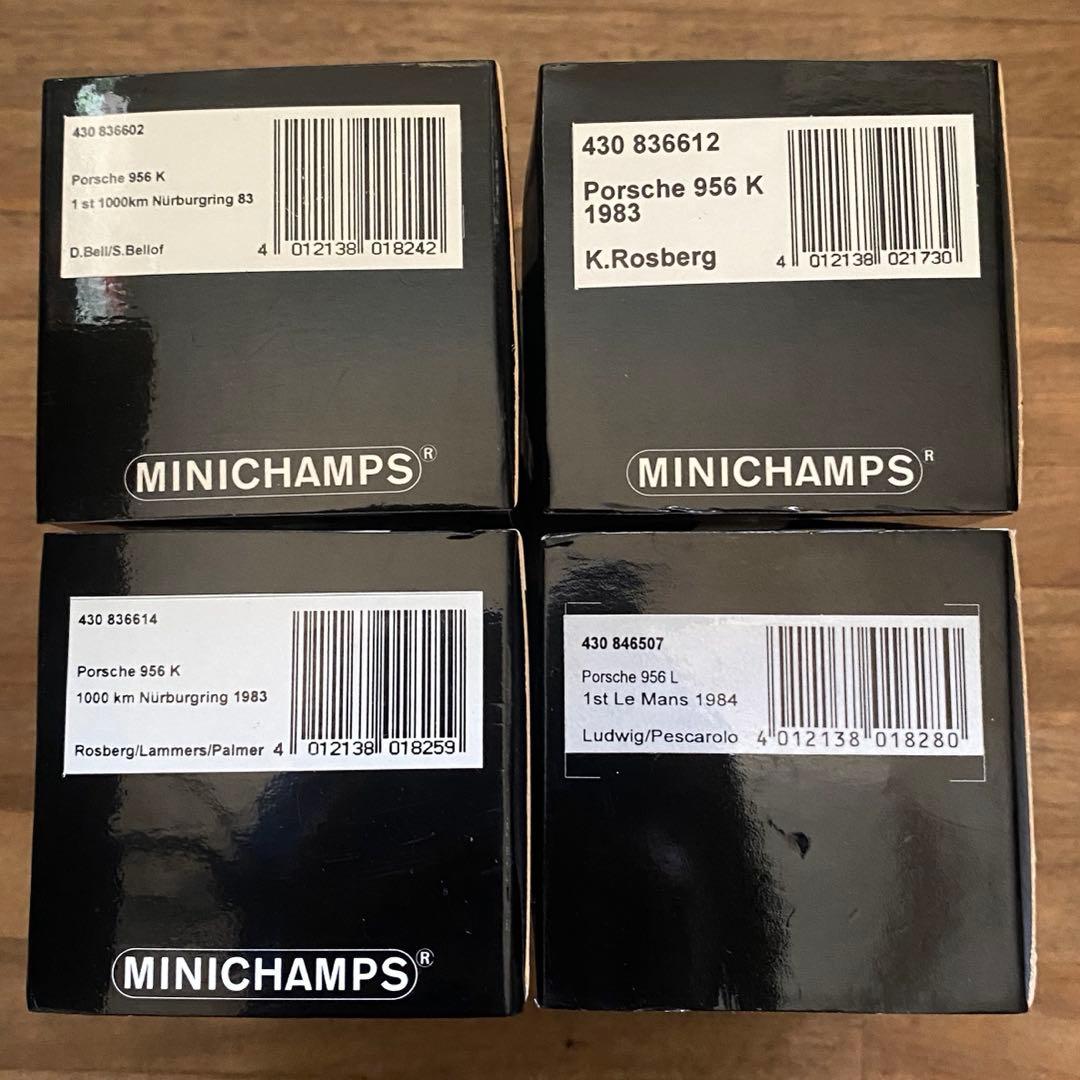 430 836602
Porsche 956 K
1 st 1000km Nürburgring 83
D.Bell/S.Bellof
4 012138 018242
MINICHAMPS®
430 836612
Porsche 956 K
1983
K.Rosberg
4 012138 021730
MINICHAMPS®
430 836614
Porsche 956 K
1000 km Nürburgring 1983
Rosberg/Lammers/Palmer
4 012138 018259
MINICHAMPS®
430 846507
Porsche 956 L
1st Le Mans 1984
Ludwig/Pescarolo
4 012138 018280